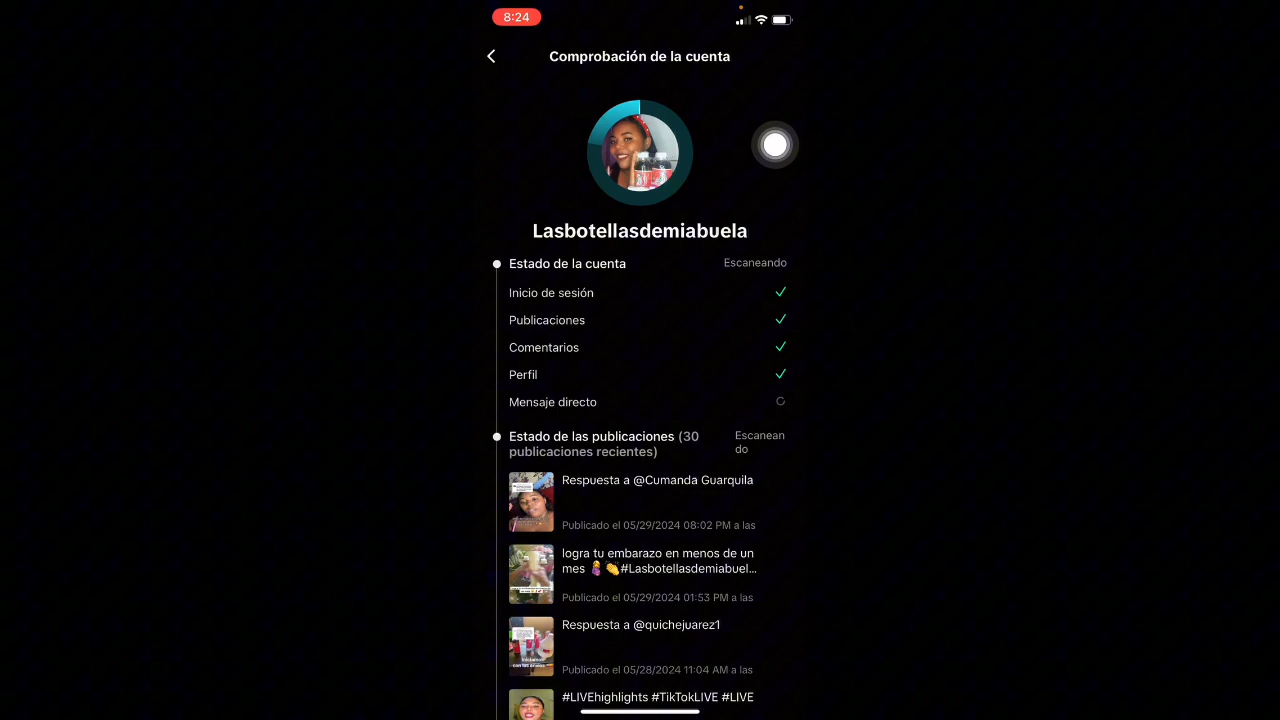 8:24
Comprobación de la cuenta
Lasbotellasdemiabuela
Estado de la cuenta
Escaneando
Inicio de sesión
Publicaciones
Comentarios
Perfil
Mensaje directo
Estado de las publicaciones (30
publicaciones recientes)
Escanean
do
Respuesta a @Cumanda Guarquila
Publicado el 05/29/2024 08:02 PM a las
logra tu embarazo en menos de un
mes 🤰👏#Lasbotellasdemiabuel...
Publicado el 05/29/2024 01:53 PM a las
Respuesta a @quichejuarez1
Publicado el 05/28/2024 11:04 AM a las
#LIVEhighlights #TikTokLIVE #LIVE